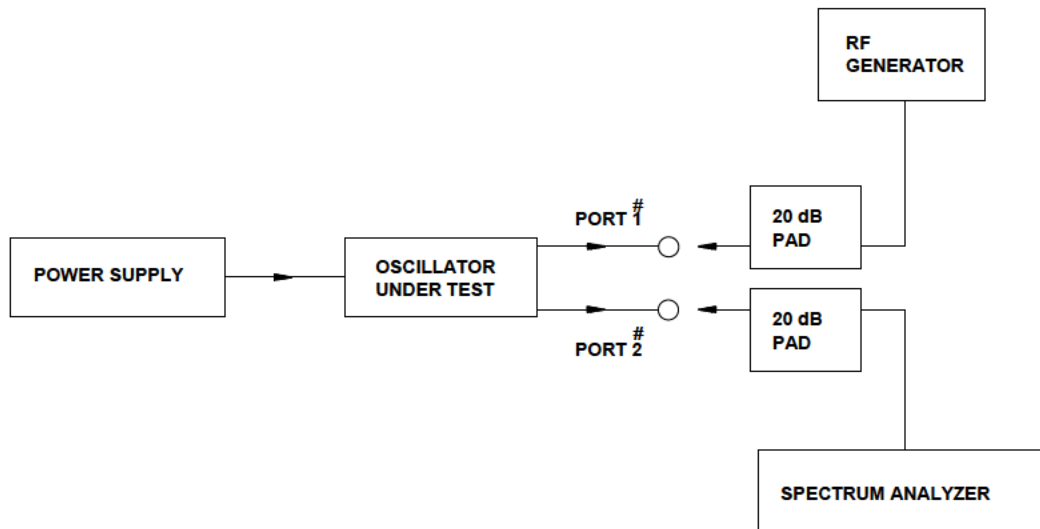 RF
GENERATOR
#
PORT 1
20 dB
PAD
POWER SUPPLY
OSCILLATOR
UNDER TEST
20 dB
PAD
#
PORT 2
SPECTRUM ANALYZER